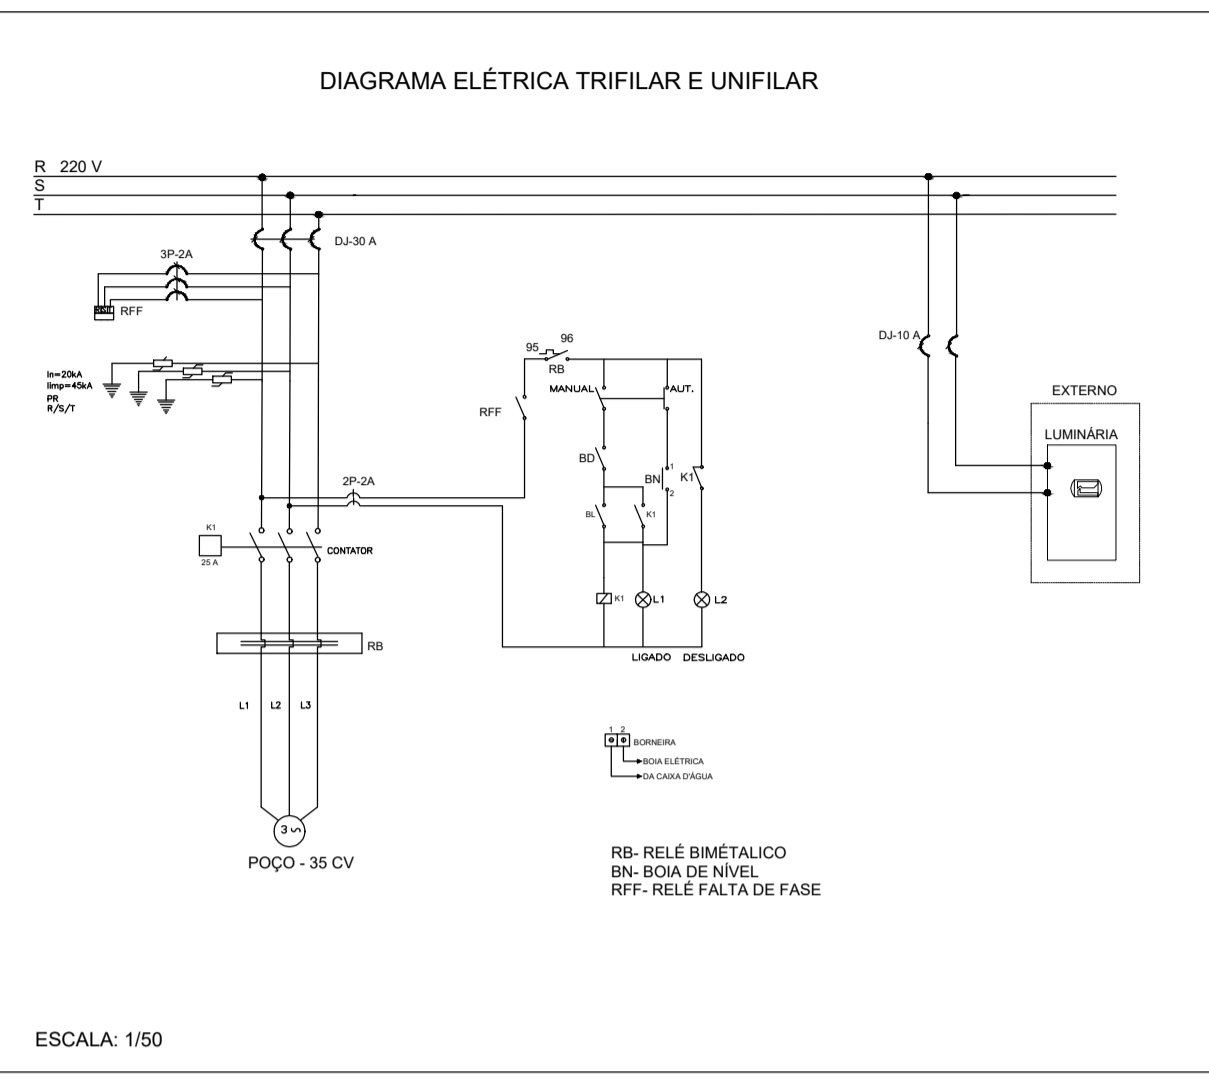 DIAGRAMA ELÉTRICA TRIFILAR E UNIFILAR
R 220 V
S
T
DJ-30 A
3P-2A
RFF
In=20kA
Iimp=45kA
PR
R/S/T
95
96
RB
MANUAL
AUT.
RFF
BD
BN
1
2
K1
2P-2A
BL
K1
K1
25 A
CONTATOR
K1
L1
L2
RB
LIGADO
DESLIGADO
L1
L2
L3
3
POÇO - 35 CV
DJ-10 A
EXTERNO
LUMINÁRIA
1 2
BORNEIRA
BOIA ELÉTRICA
DA CAIXA D'ÁGUA
RB- RELÉ BIMÉTALICO
BN- BOIA DE NÍVEL
RFF- RELÉ FALTA DE FASE
ESCALA: 1/50